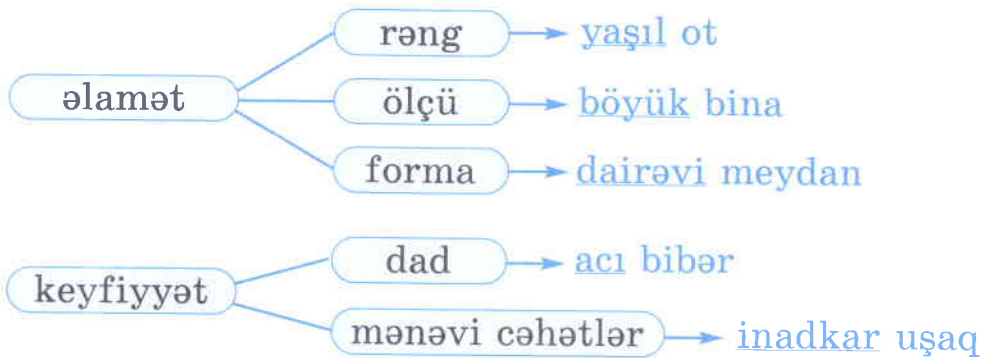 rəng yaşıl ot
əlamət ölçü böyük bina
forma dairəvi meydan
dad acı bibər
keyfiyyət
mənəvi cəhətlər inadkar uşaq